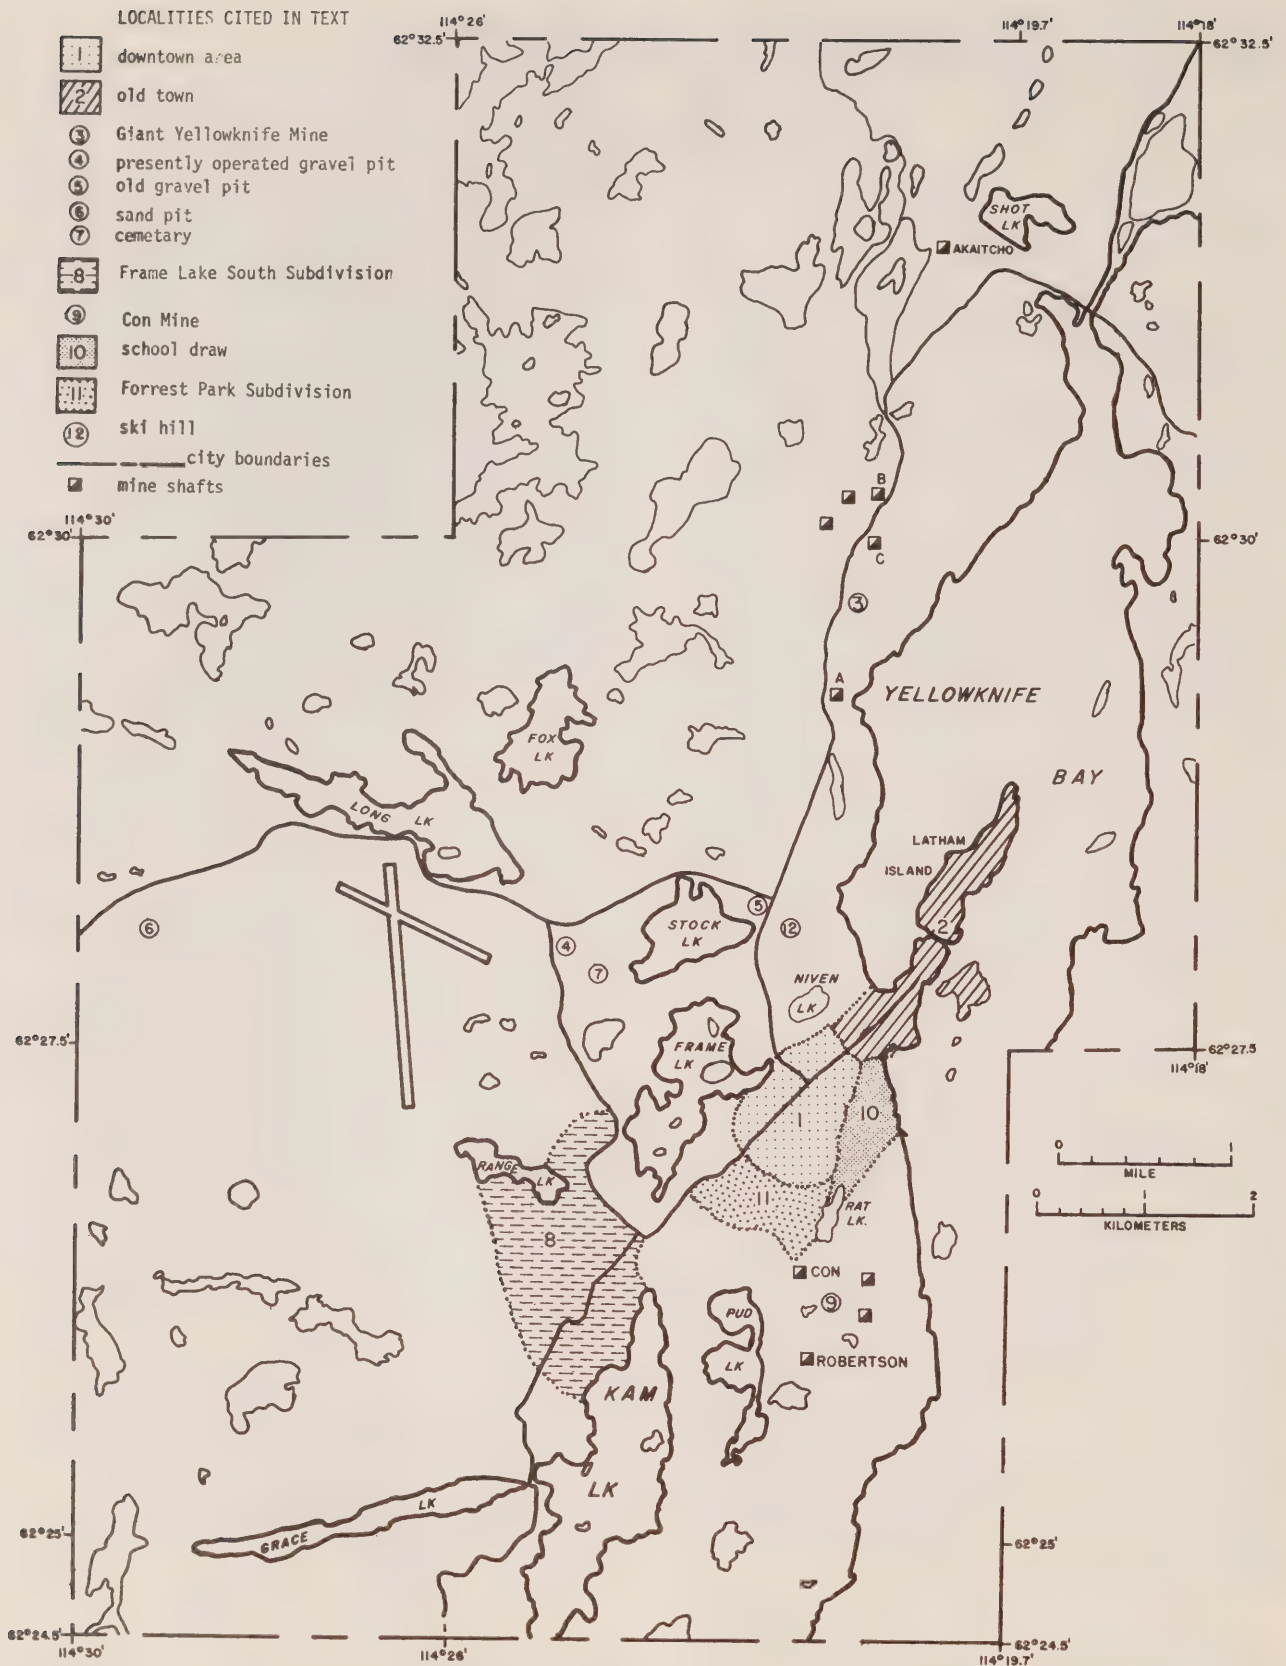 LOCALITIES CITED IN TEXT
1 downtown area
2 old town
3 Giant Yellowknife Mine
4 presently operated gravel pit
5 old gravel pit
6 sand pit
7 cemetary
8 Frame Lake South Subdivision
9 Con Mine
10 school draw
11 Forrest Park Subdivision
12 ski hill
city boundaries
mine shafts
114°26'
114°19.7'
114°18'
62°32.5'
62°32.5'
SHOT
LK
AKAITCHO
B
114°30'
62°30'
62°30'
C
3
A
YELLOWKNIFE
FOX
LK
BAY
LONG LK
LATHAM
ISLAND
5
6
4
STOCK
LK
12
2
7
NIVEN
LK
62°27.5'
FRAME
LK
62°27.5
114°18'
1
10
0 1
MILE
RANGE
LK
11
RAT
LK.
0 1 2
KILOMETERS
8
CON
9
PUD
LK
ROBERTSON
KAM
LK
GRACE LK
62°25'
62°25'
62°24.5'
62°24.5'
114°30'
114°26'
114°19.7'